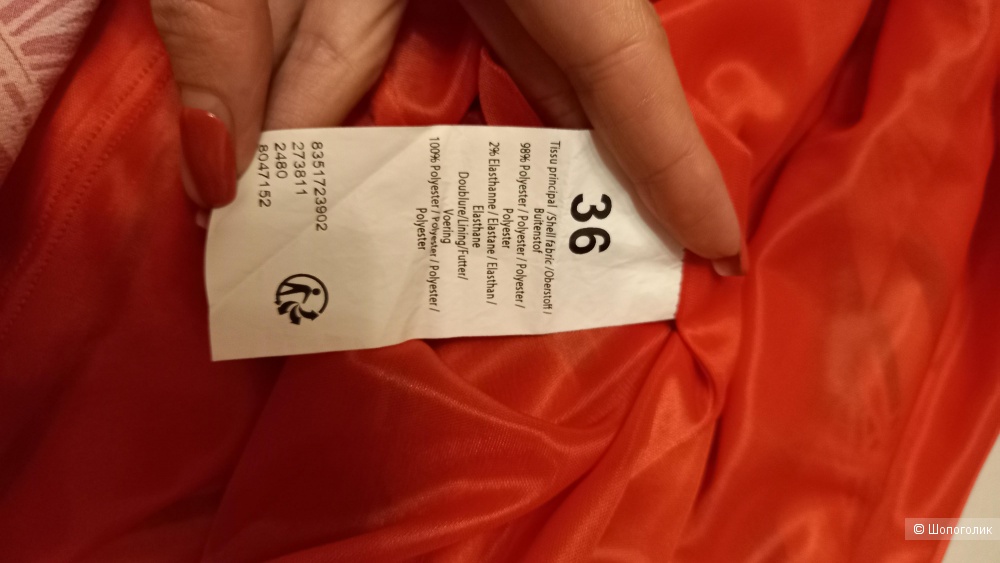 36
Tissu principal /Shell fabric /Oberstoff /
Buitenstof
98% Polyester / Polyester / Polyester /
Polyester
2% Elasthanne / Elastane / Elasthan /
Elasthane
Doublure/Lining/Futter/
Voering
100% Polyester / Polyester / Polyester /
Polyester
8351723902
273811
2480
8047152
© Шопоголик